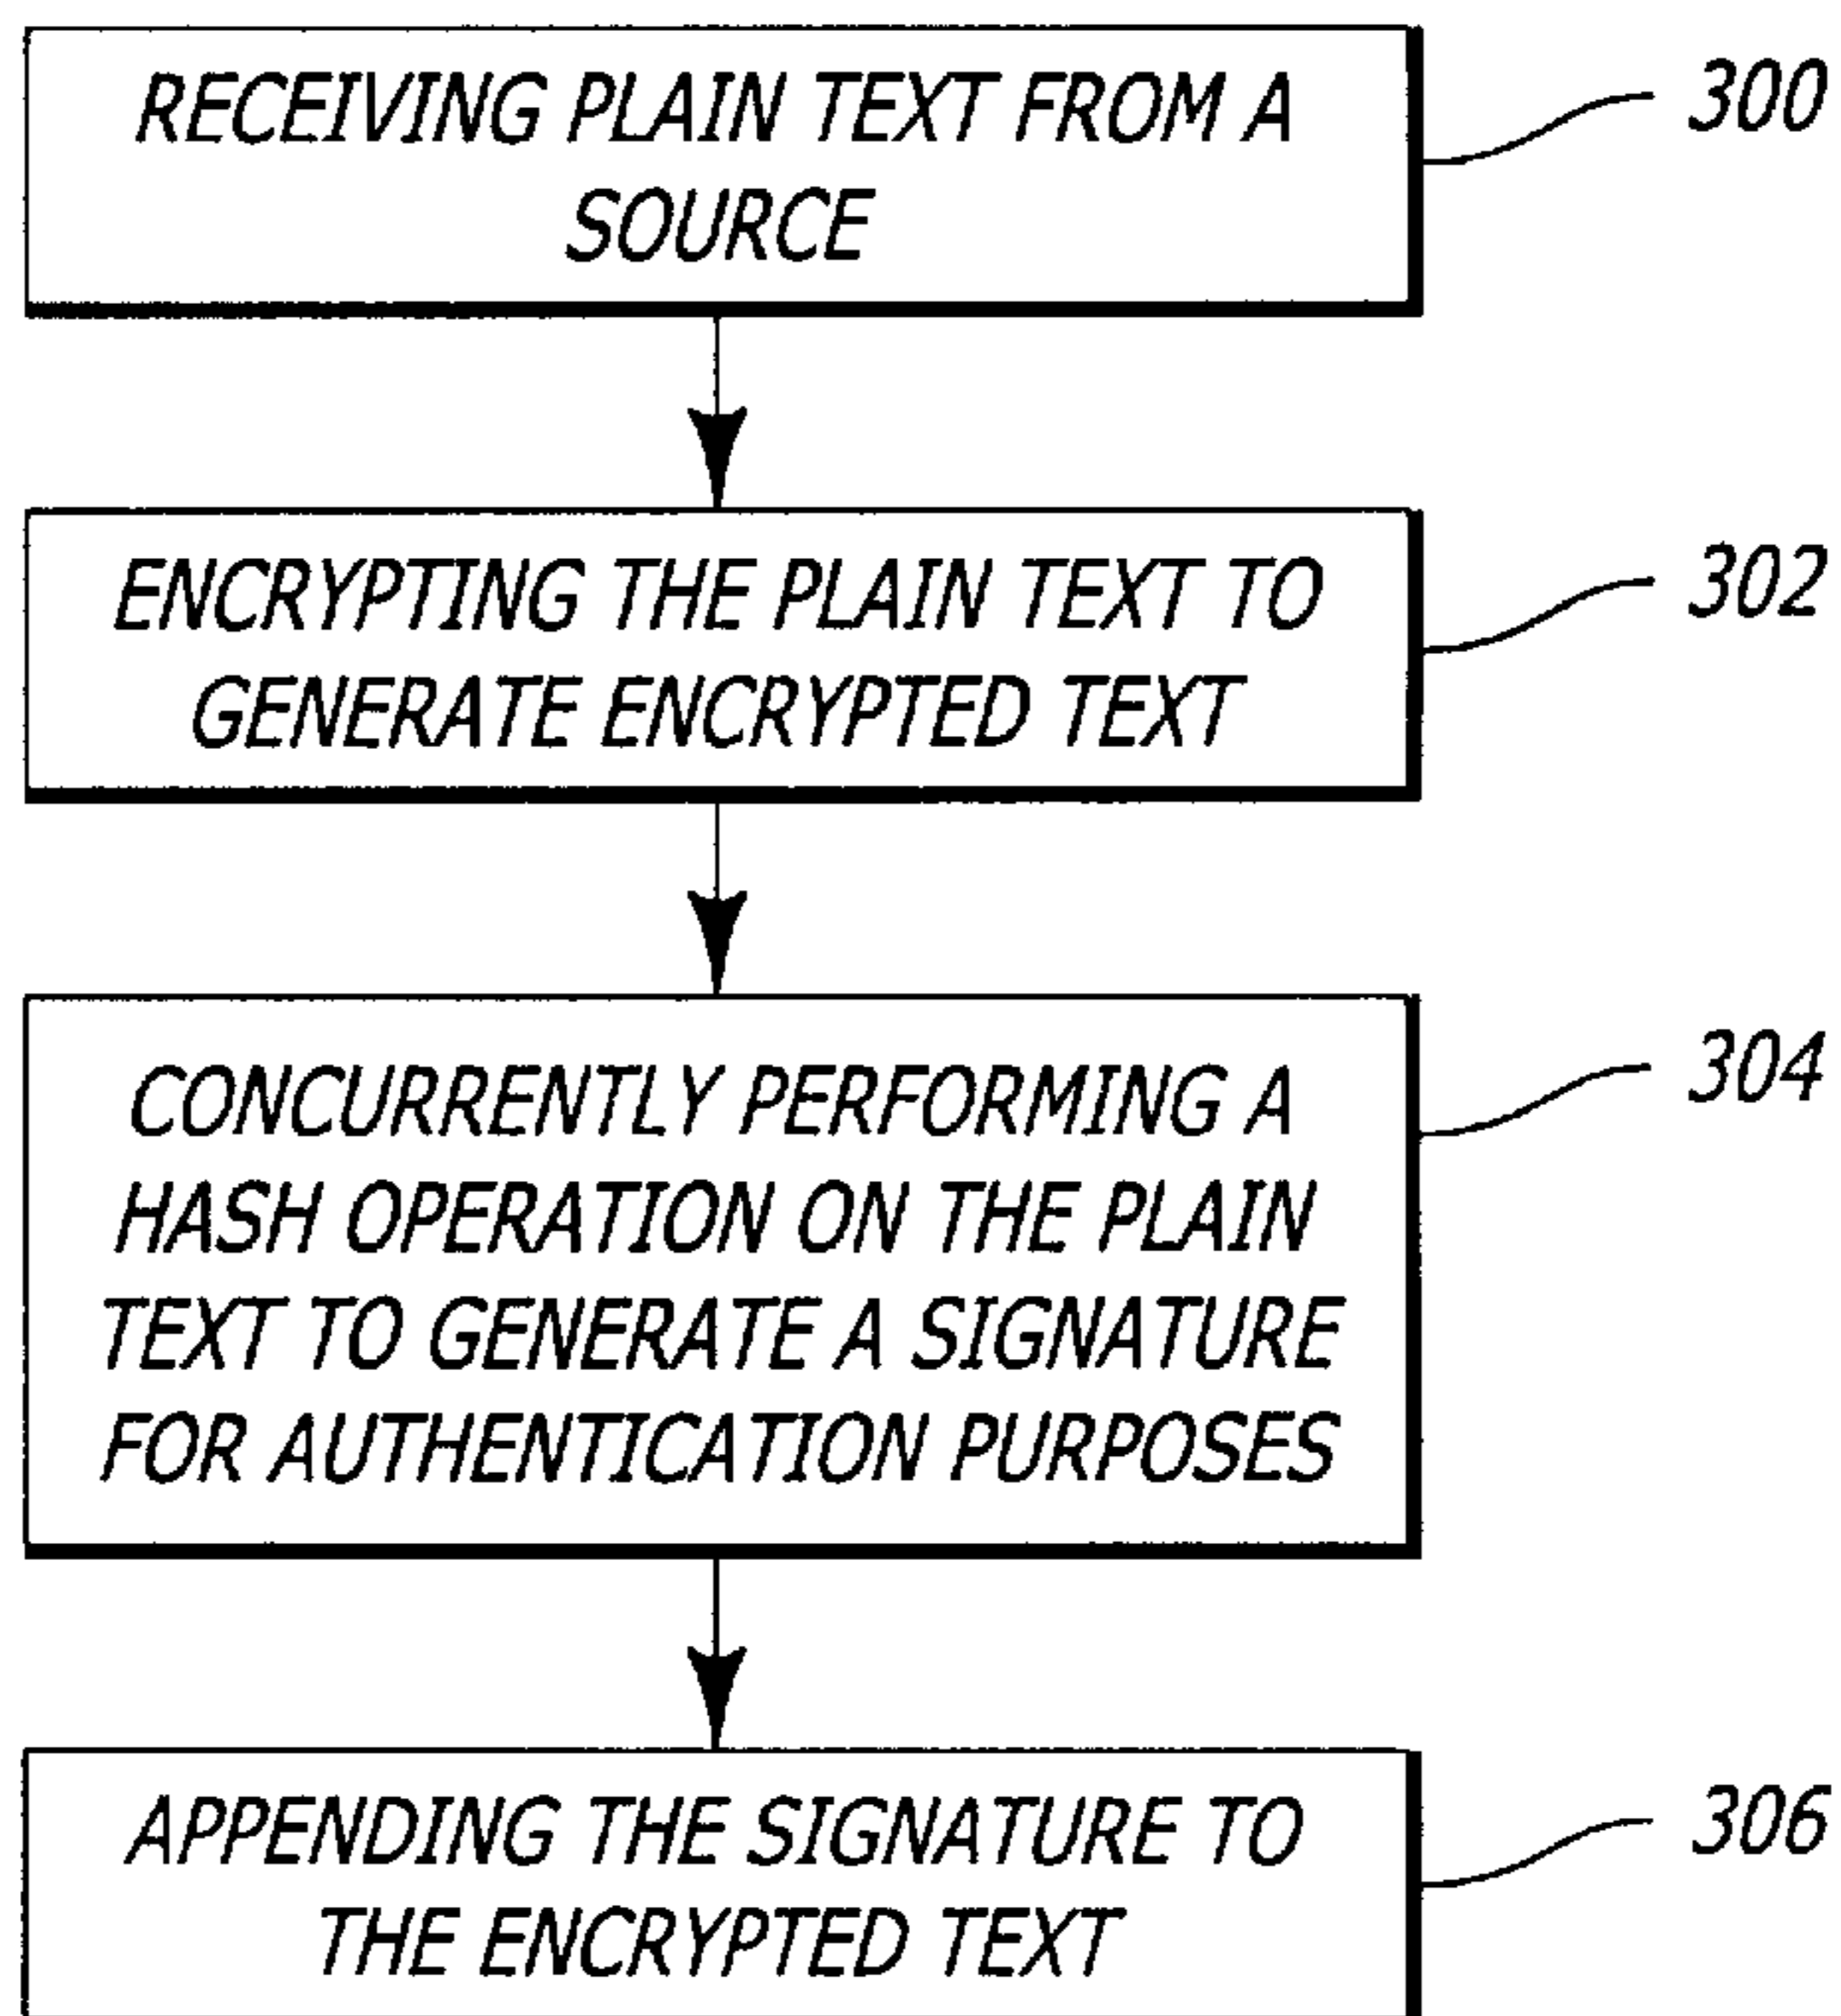 RECEIVING PLAIN TEXT FROM A
SOURCE
300
ENCRYPTING THE PLAIN TEXT TO
GENERATE ENCRYPTED TEXT
302
CONCURRENTLY PERFORMING A
HASH OPERATION ON THE PLAIN
TEXT TO GENERATE A SIGNATURE
FOR AUTHENTICATION PURPOSES
304
APPENDING THE SIGNATURE TO
THE ENCRYPTED TEXT
306